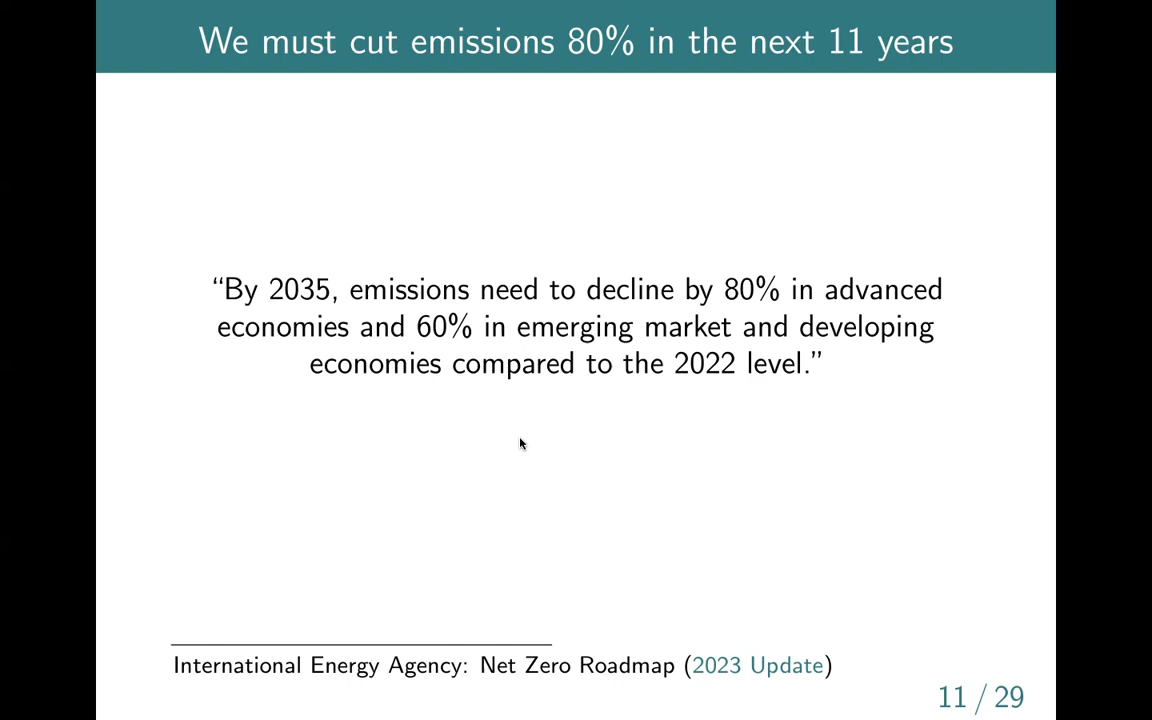 We must cut emissions 80% in the next 11 years
“By 2035, emissions need to decline by 80% in advanced
economies and 60% in emerging market and developing
economies compared to the 2022 level.”
International Energy Agency: Net Zero Roadmap (2023 Update)
11 / 29